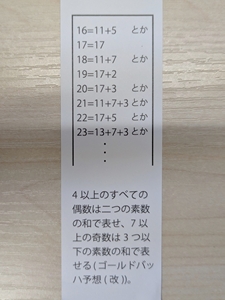 16=11+5　とか
17=17
18=11+7　とか
19=17+2
20=17+3　とか
21=11+7+3とか
22=17+5　とか
23=13+7+3とか
・
・
・
4 以上のすべての
偶数は二つの素数
の和で表せ、7 以
上の奇数は 3 つ以
下の素数の和で表
せる ( ゴールドバッ
ハ予想 ( 改 ))。